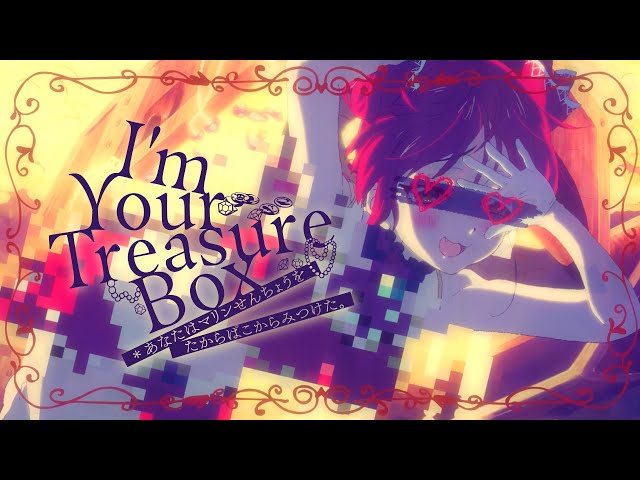 I'm
Your
Treasure
Box
*あなたはマリンせんちょうを
たからばこからみつけた。